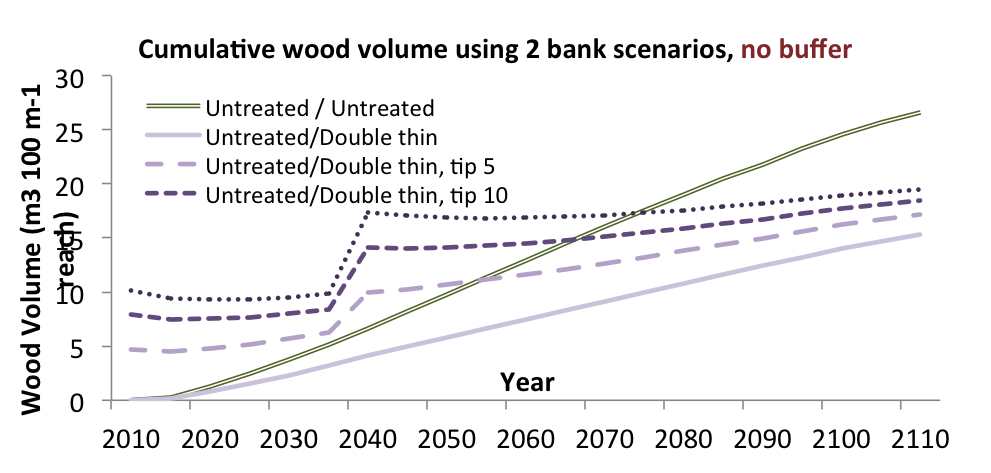 Cumulative wood volume using 2 bank scenarios, no buffer
Wood Volume (m3 100 m-1
reach)
30
25
20
15
10
5
0
Untreated / Untreated
Untreated/Double thin
Untreated/Double thin, tip 5
Untreated/Double thin, tip 10
Year
2010 2020 2030 2040 2050 2060 2070 2080 2090 2100 2110